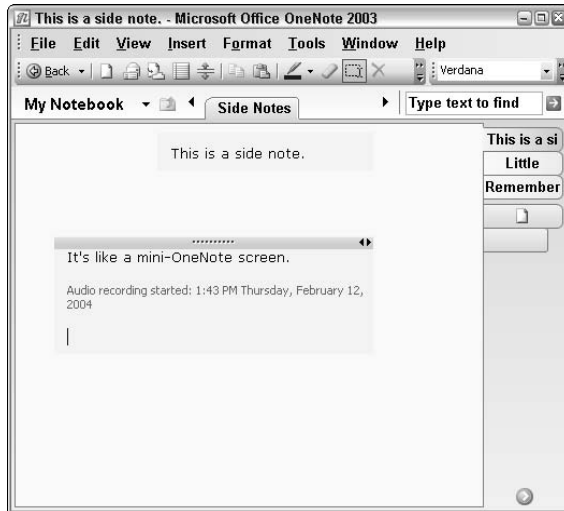 This is a side note. - Microsoft Office OneNote 2003
File Edit View Insert Format Tools Window Help
Back Verdana
My Notebook Side Notes Type text to find
This is a side note.
This is a si
Little
Remember
It's like a mini-OneNote screen.
Audio recording started: 1:43 PM Thursday, February 12,
2004